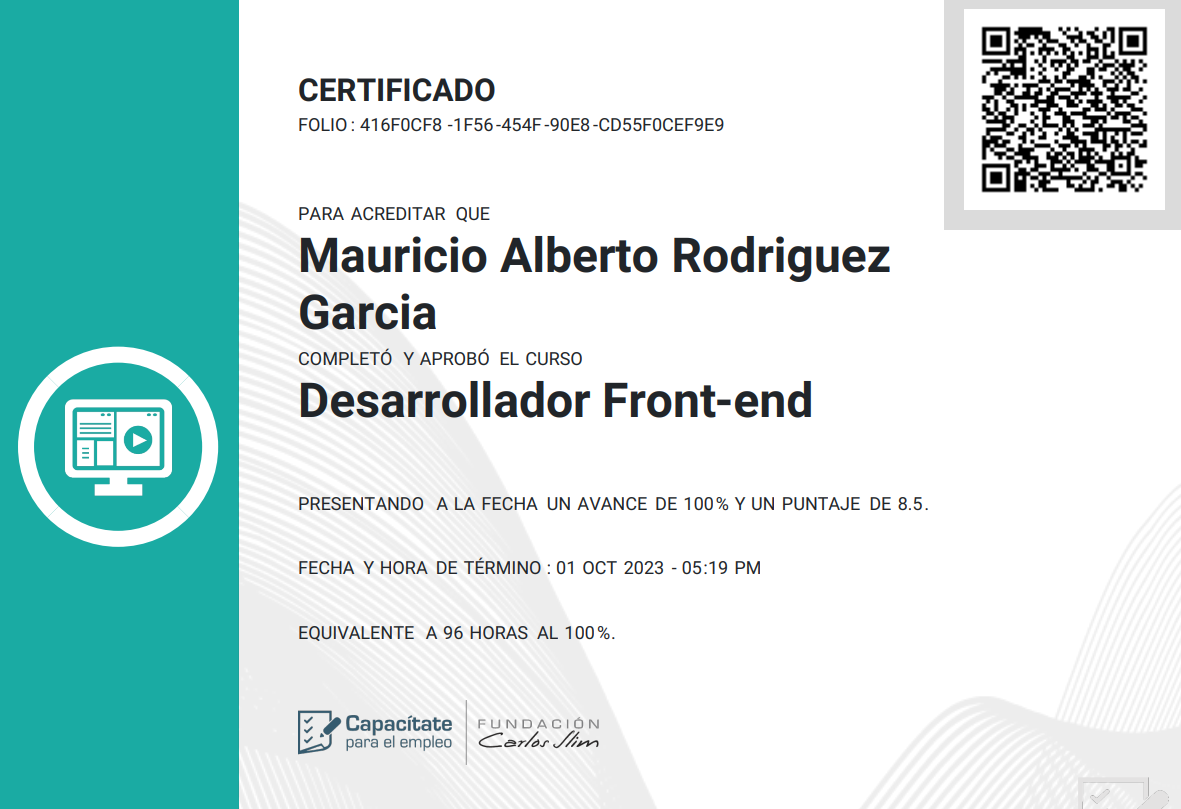 CERTIFICADO
FOLIO : 416F0CF8 -1F56 -454F -90E8 -CD55F0CEF9E9
PARA ACREDITAR QUE
Mauricio Alberto Rodriguez
Garcia
COMPLETÓ Y APROBÓ EL CURSO
Desarrollador Front-end
PRESENTANDO A LA FECHA UN AVANCE DE 100% Y UN PUNTAJE DE 8.5.
FECHA Y HORA DE TÉRMINO : 01 OCT 2023 - 05:19 PM
EQUIVALENTE A 96 HORAS AL 100%.
Capacítate
para el empleo
FUNDACIÓN
Carlos Slim